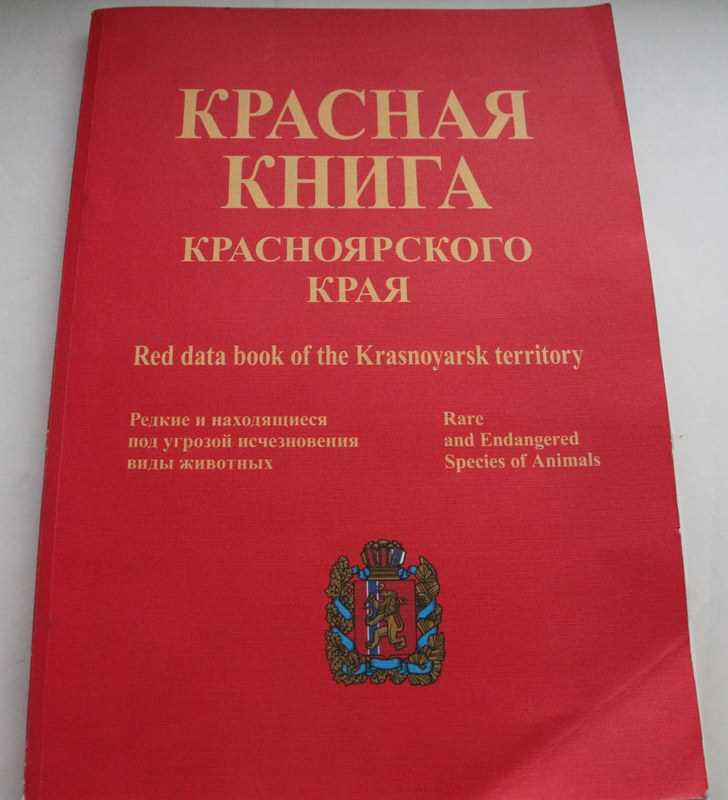 КРАСНАЯ
КНИГА
КРАСНОЯРСКОГО
КРАЯ
Red data book of the Krasnoyarsk territory
Редкие и находящиеся
под угрозой исчезновения
виды животных
Rare
and Endangered
Species of Animals